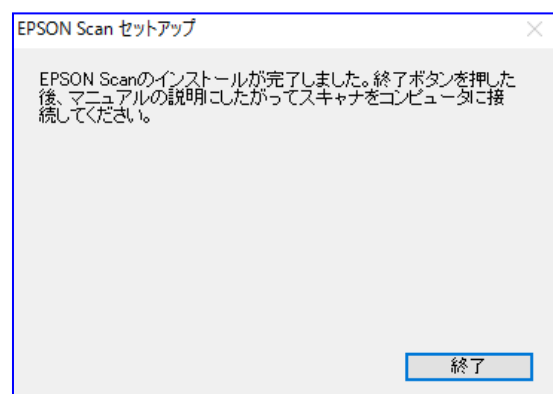 EPSON Scan セットアップ
EPSON Scanのインストールが完了しました。終了ボタンを押した
後、マニュアルの説明にしたがってスキャナをコンピュータに接
続してください。
終了